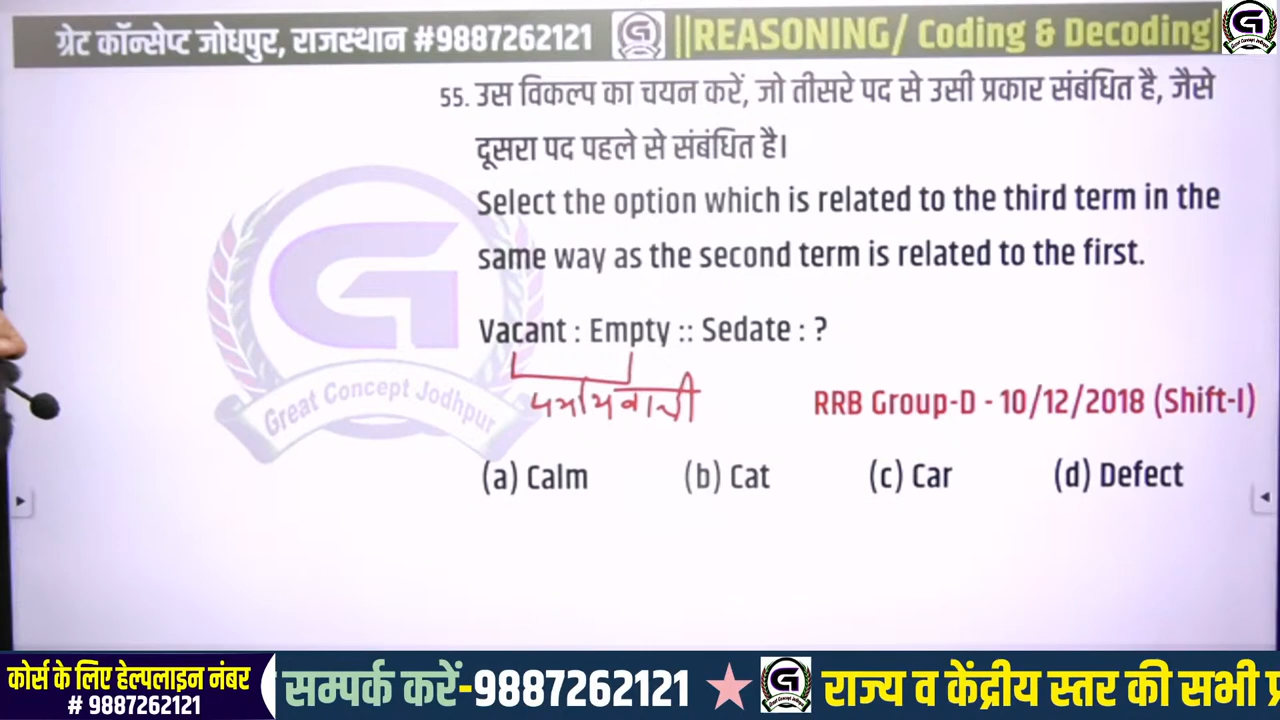 ग्रेट कॉन्सेप्ट जोधपुर, राजस्थान #9887262121 ||REASONING/ Coding & Decoding|
55. उस विकल्प का चयन करें, जो तीसरे पद से उसी प्रकार संबंधित है, जैसे
दूसरा पद पहले से संबंधित है।
Select the option which is related to the third term in the
same way as the second term is related to the first.
Vacant : Empty :: Sedate : ?
पर्यायवाची
RRB Group-D - 10/12/2018 (Shift-I)
Great Concept Jodhpur
(a) Calm (b) Cat (c) Car (d) Defect
कोर्स के लिए हेल्पलाइन नंबर
# 9887262121
सम्पर्क करें-9887262121 राज्य व केंद्रीय स्तर की सभी प्र